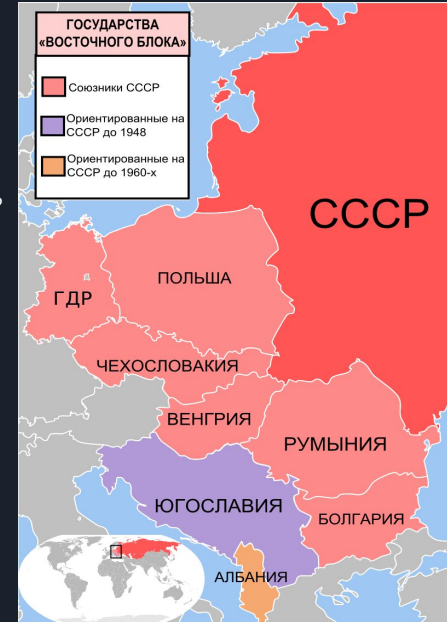 ГОСУДАРСТВА
«ВОСТОЧНОГО БЛОКА»
Союзники СССР
Ориентированные на
СССР до 1948
Ориентированные на
СССР до 1960-х
СССР
ПОЛЬША
ГДР
ЧЕХОСЛОВАКИЯ
ВЕНГРИЯ
РУМЫНИЯ
ЮГОСЛАВИЯ
БОЛГАРИЯ
АЛБАНИЯ